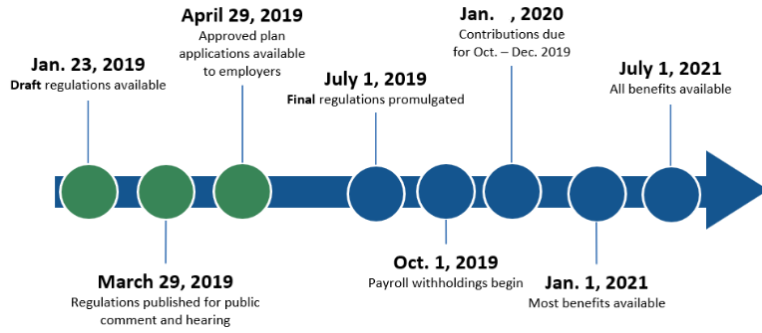 Jan. 23, 2019
Draft regulations available
March 29, 2019
Regulations published for public
comment and hearing
April 29, 2019
Approved plan
applications available
to employers
July 1, 2019
Final regulations promulgated
Oct. 1, 2019
Payroll withholdings begin
Jan. , 2020
Contributions due
for Oct. – Dec. 2019
Jan. 1, 2021
Most benefits available
July 1, 2021
All benefits available